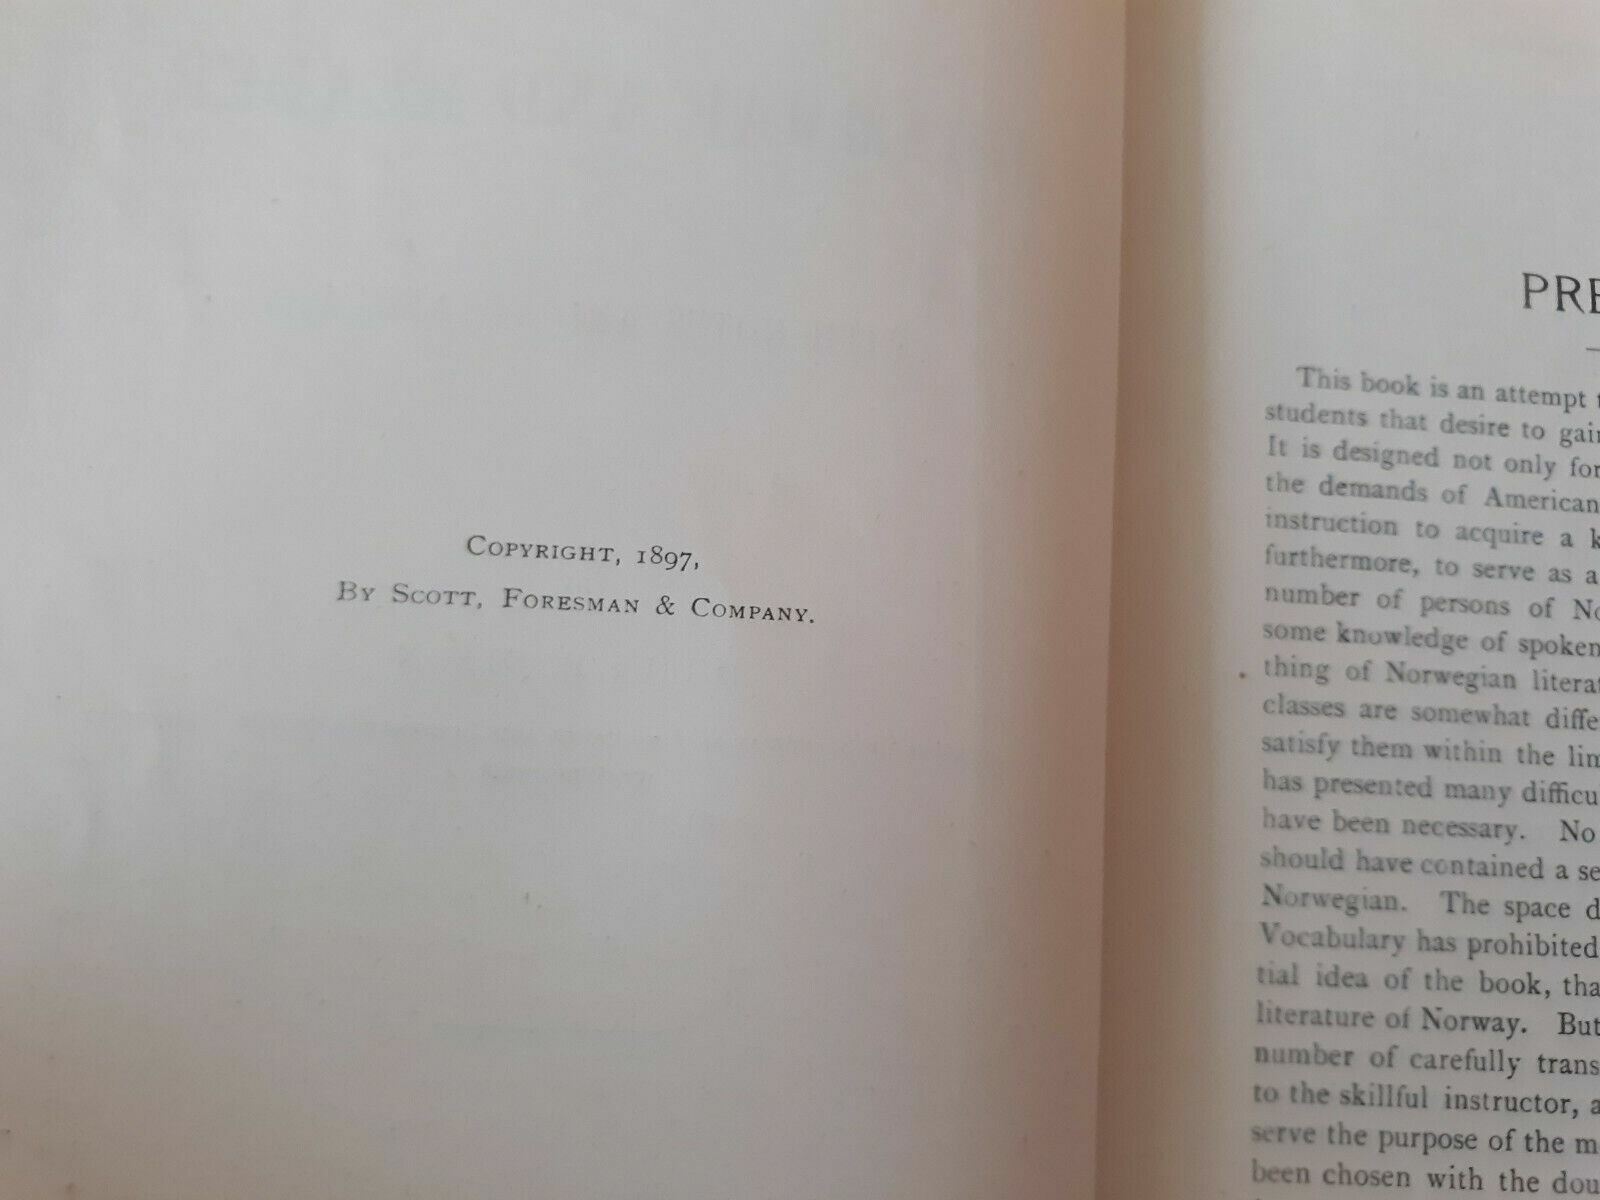 COPYRIGHT, 1897,
BY SCOTT, FORESMAN & COMPANY.
PRE
This book is an attempt
students that desire to gain
It is designed not only for
the demands of American
instruction to acquire a k
furthermore, to serve as a
number of persons of No
some knowledge of spoken
thing of Norwegian litera
classes are somewhat diffe
satisfy them within the lim
has presented many difficu
have been necessary. No
should have contained a se
Norwegian. The space d
Vocabulary has prohibited
tial idea of the book, tha
literature of Norway. But
number of carefully trans
to the skillful instructor, a
serve the purpose of the m
been chosen with the dou